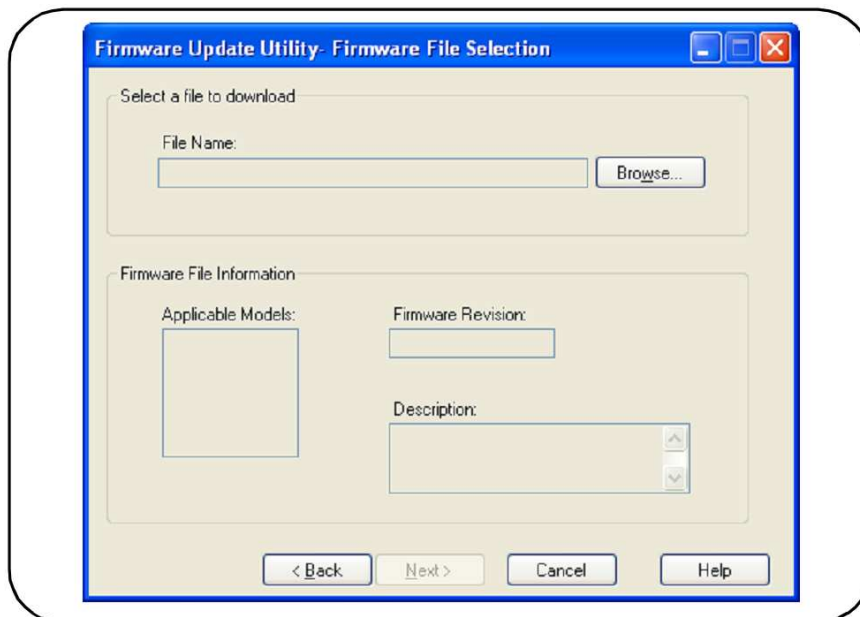 Firmware Update Utility- Firmware File Selection
Select a file to download
File Name:
Browse...
Firmware File Information
Applicable Models:
Firmware Revision:
Description:
< Back
Next >
Cancel
Help